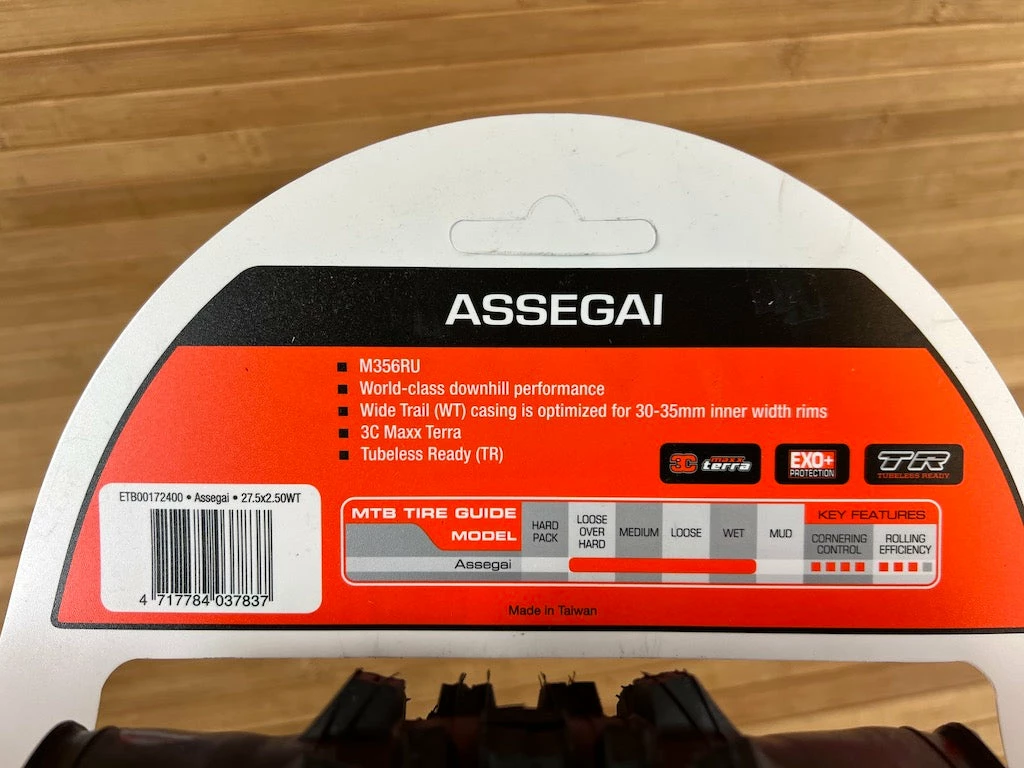 ASSEGAI
M356RU
World-class downhill performance
Wide Trail (WT) casing is optimized for 30-35mm inner width rims
3C Maxx Terra
Tubeless Ready (TR)
3C maxx terra
EXO+ PROTECTION
TR TUBELESS READY
ETB00172400 • Assegai • 27.5x2.50WT
4 717784 037837
MTB TIRE GUIDE
MODEL
HARD PACK
LOOSE OVER HARD
MEDIUM
LOOSE
WET
MUD
KEY FEATURES
CORNERING CONTROL
ROLLING EFFICIENCY
Assegai
Made in Taiwan